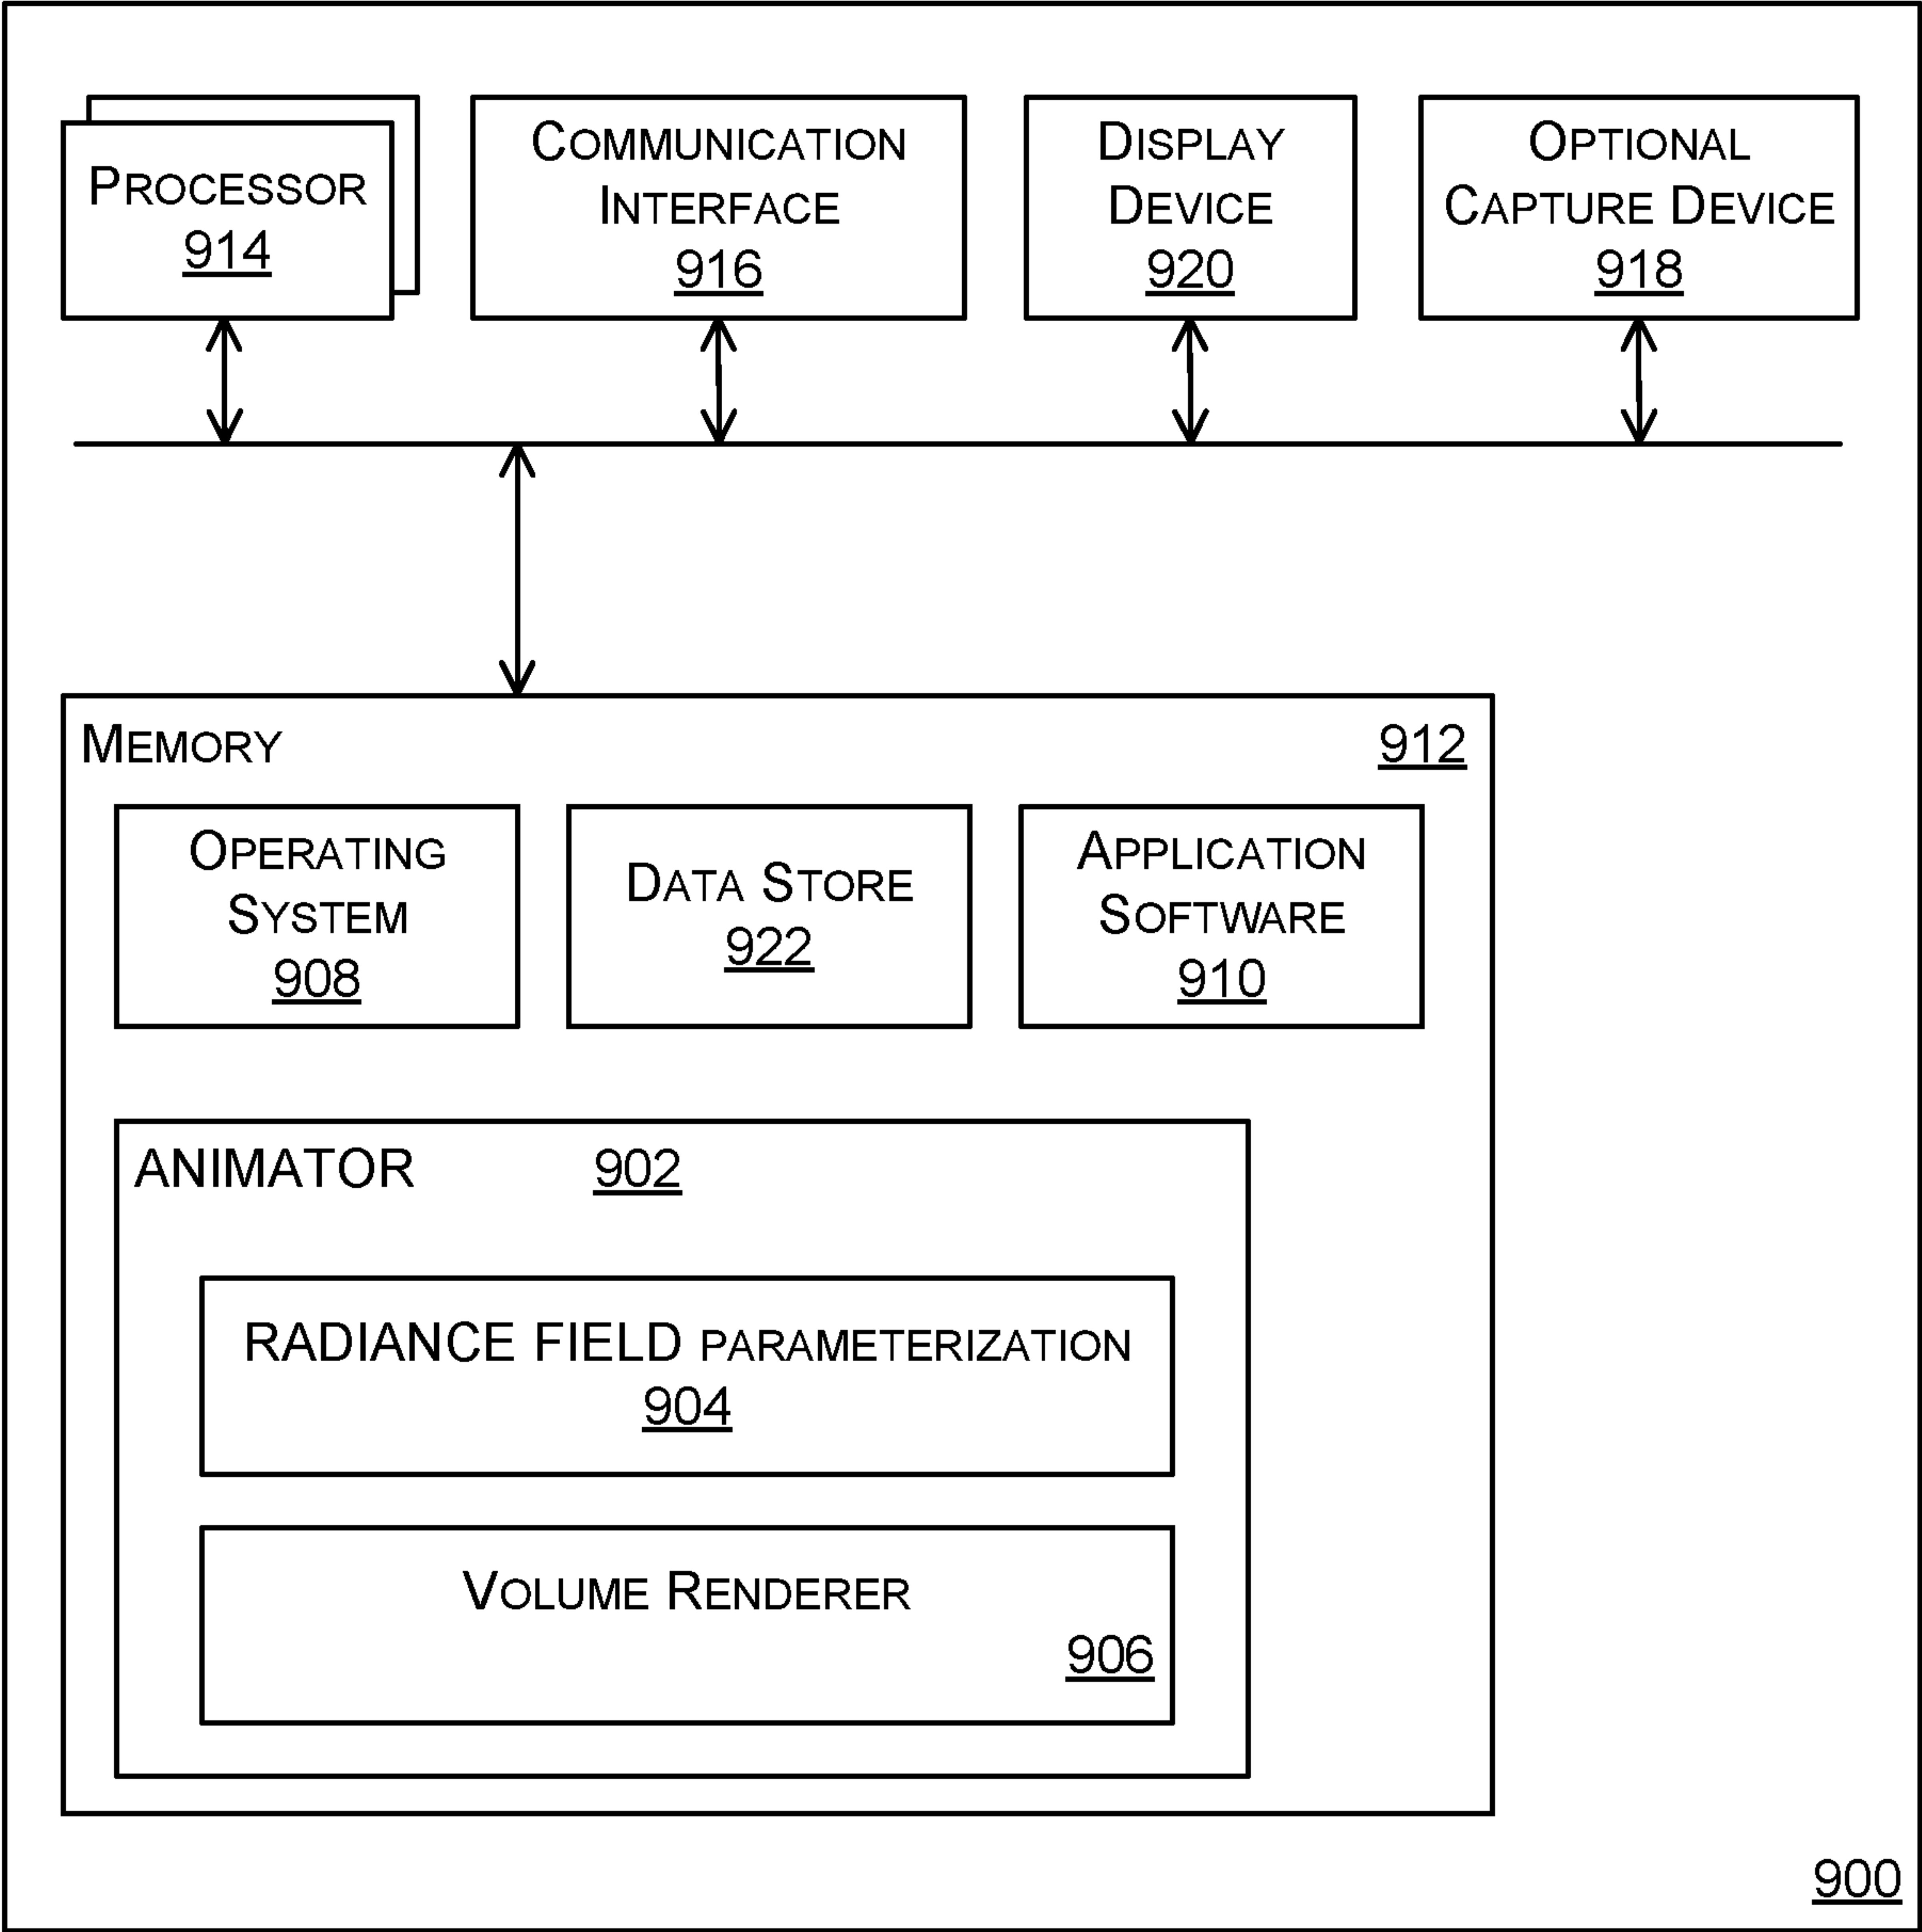 PROCESSOR
914
COMMUNICATION
INTERFACE
916
DISPLAY
DEVICE
920
OPTIONAL
CAPTURE DEVICE
918
MEMORY
912
OPERATING
SYSTEM
908
DATA STORE
922
APPLICATION
SOFTWARE
910
ANIMATOR 902
RADIANCE FIELD PARAMETERIZATION
904
VOLUME RENDERER
906
900